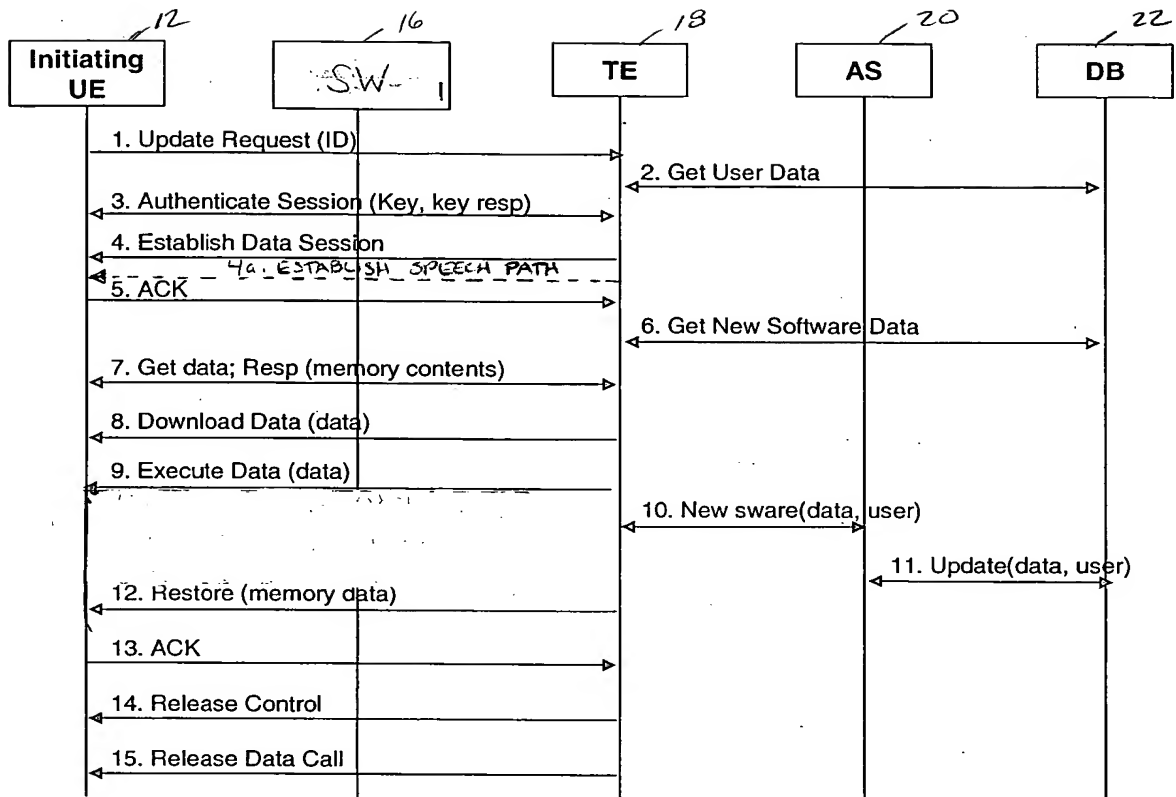 12
16
18
20
22
Initiating
UE
SW
TE
AS
DB
1. Update Request (ID)
2. Get User Data
3. Authenticate Session (Key, key resp)
4. Establish Data Session
4a. ESTABLISH SPEECH PATH
5. ACK
6. Get New Software Data
7. Get data; Resp (memory contents)
8. Download Data (data)
9. Execute Data (data)
10. New sware(data, user)
11. Update(data, user)
12. Restore (memory data)
13. ACK
14. Release Control
15. Release Data Call